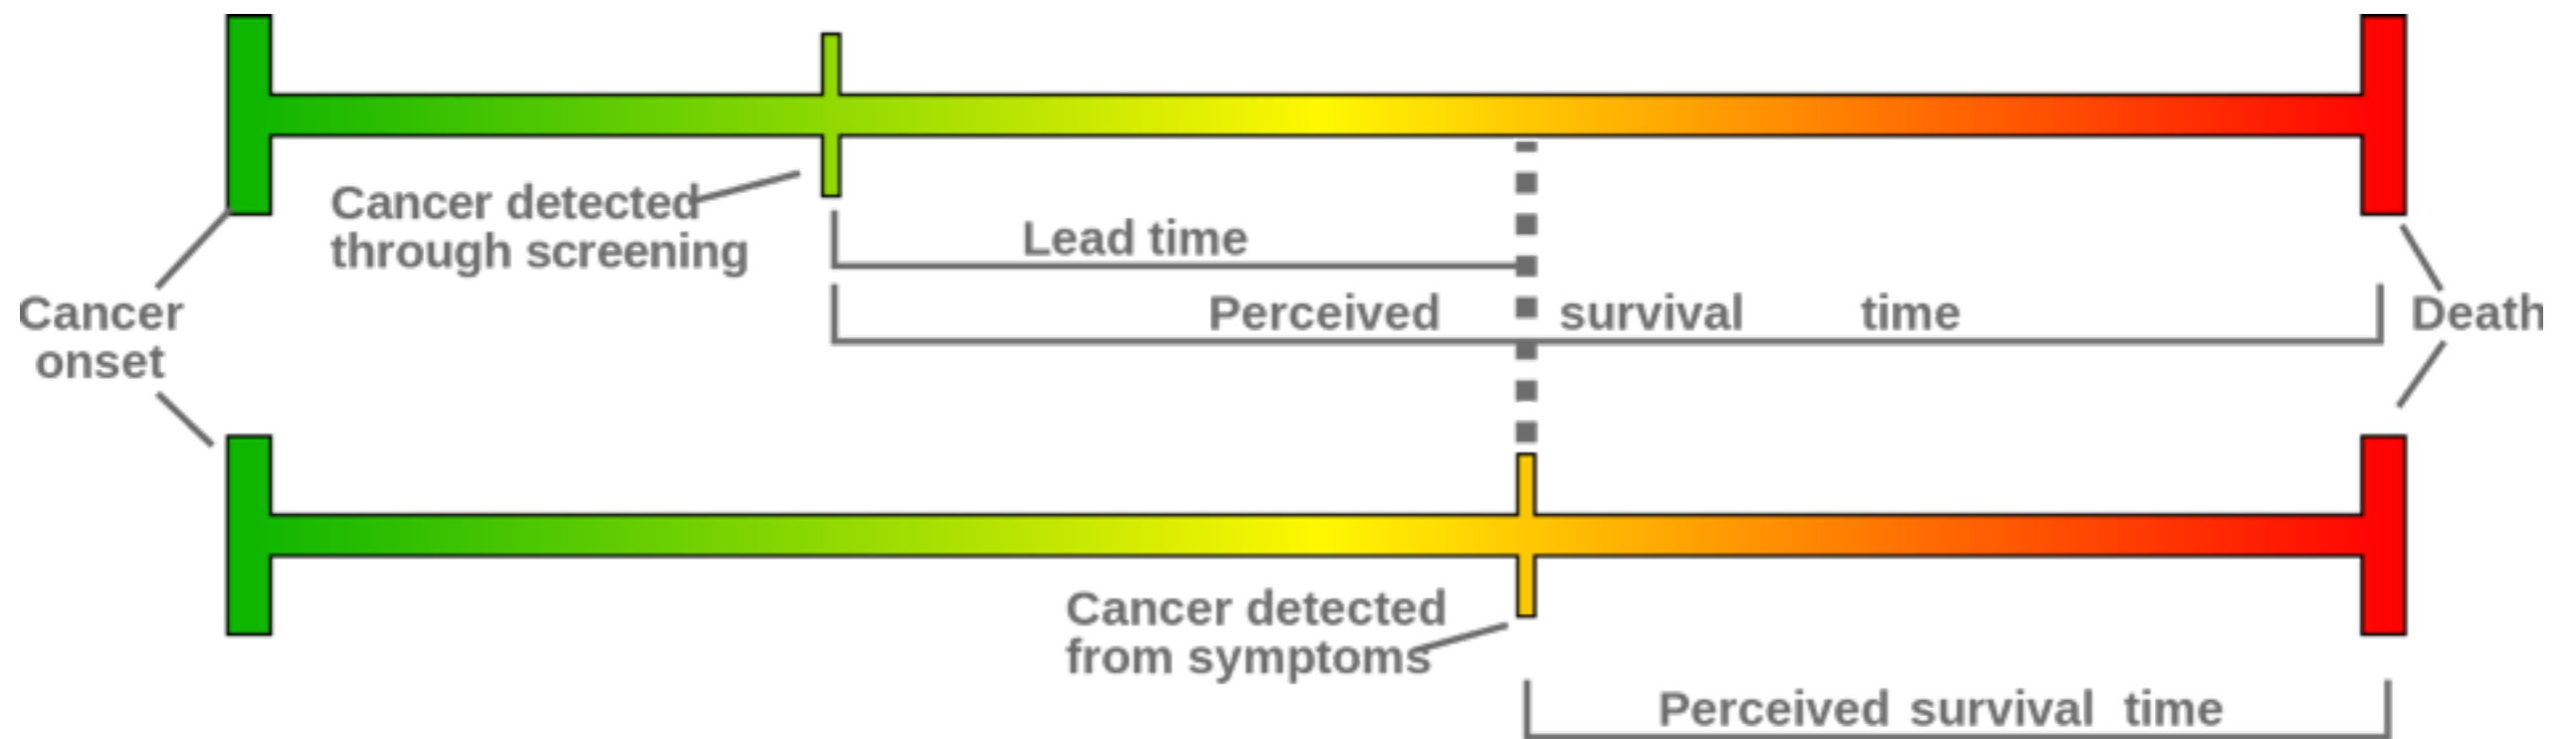 Cancer detected
through screening
Lead time
Perceived survival time
Cancer
onset
Death
Cancer detected
from symptoms
Perceived survival time